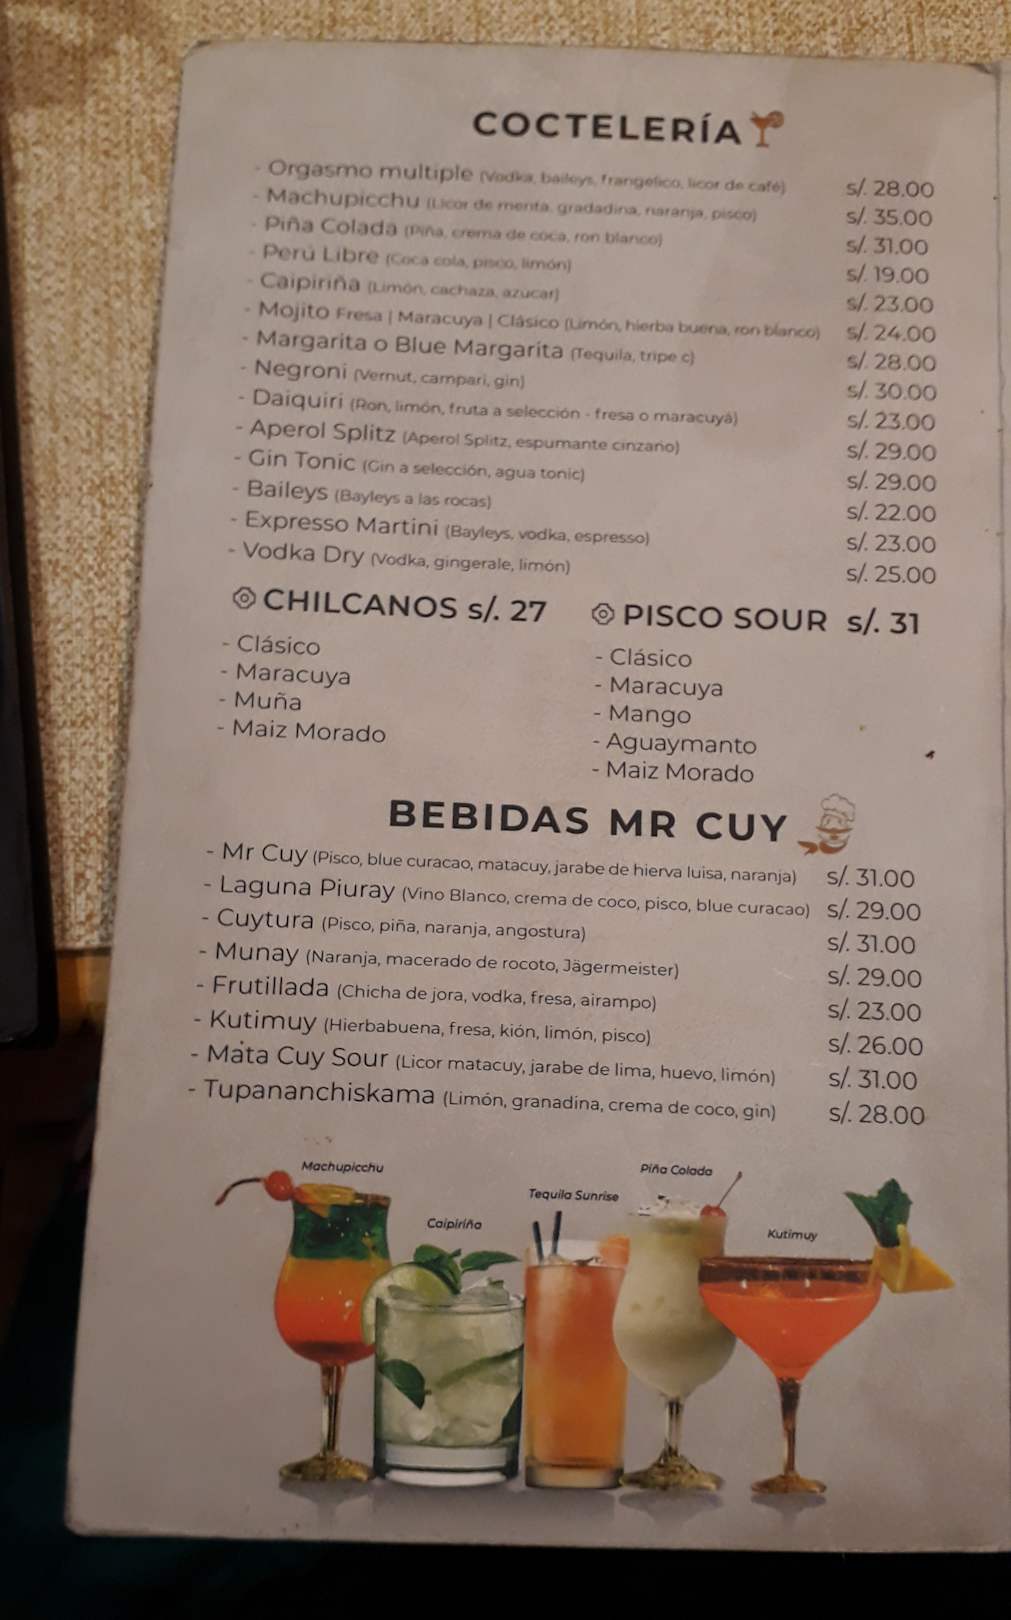 COCTELERÍA
- Orgasmo multiple (Vodka, baileys, frangelico, licor de café) s/. 28.00
- Machupicchu (Licor de menta, gradadina, naranja, pisco) s/. 35.00
- Piña Colada (Piña, crema de coca, ron blanco) s/. 31.00
- Perú Libre (Coca cola, pisco, limón) s/. 19.00
- Caipiriña (Limón, cachaza, azucar) s/. 23.00
- Mojito Fresa | Maracuya | Clásico (Limón, hierba buena, ron blanco) s/. 24.00
- Margarita o Blue Margarita (Tequila, tripe c) s/. 28.00
- Negroni (Vernut, campari, gin) s/. 30.00
- Daiquiri (Ron, limón, fruta a selección - fresa o maracuyá) s/. 23.00
- Aperol Splitz (Aperol Splitz, espumante cinzano) s/. 29.00
- Gin Tonic (Gin a selección, agua tonic) s/. 29.00
- Baileys (Bayleys a las rocas) s/. 22.00
- Expresso Martini (Bayleys, vodka, espresso) s/. 23.00
- Vodka Dry (Vodka, gingerale, limón) s/. 25.00
CHILCANOS s/. 27
- Clásico
- Maracuya
- Muña
- Maiz Morado
PISCO SOUR s/. 31
- Clásico
- Maracuya
- Mango
- Aguaymanto
- Maiz Morado
BEBIDAS MR CUY
- Mr Cuy (Pisco, blue curacao, matacuy, jarabe de hierva luisa, naranja) s/. 31.00
- Laguna Piuray (Vino Blanco, crema de coco, pisco, blue curacao) s/. 29.00
- Cuytura (Pisco, piña, naranja, angostura) s/. 31.00
- Munay (Naranja, macerado de rocoto, Jägermeister) s/. 29.00
- Frutillada (Chicha de jora, vodka, fresa, airampo) s/. 23.00
- Kutimuy (Hierbabuena, fresa, kión, limón, pisco) s/. 26.00
- Mata Cuy Sour (Licor matacuy, jarabe de lima, huevo, limón) s/. 31.00
- Tupananchiskama (Limón, granadina, crema de coco, gin) s/. 28.00
Machupicchu
Caipiriña
Tequila Sunrise
Piña Colada
Kutimuy